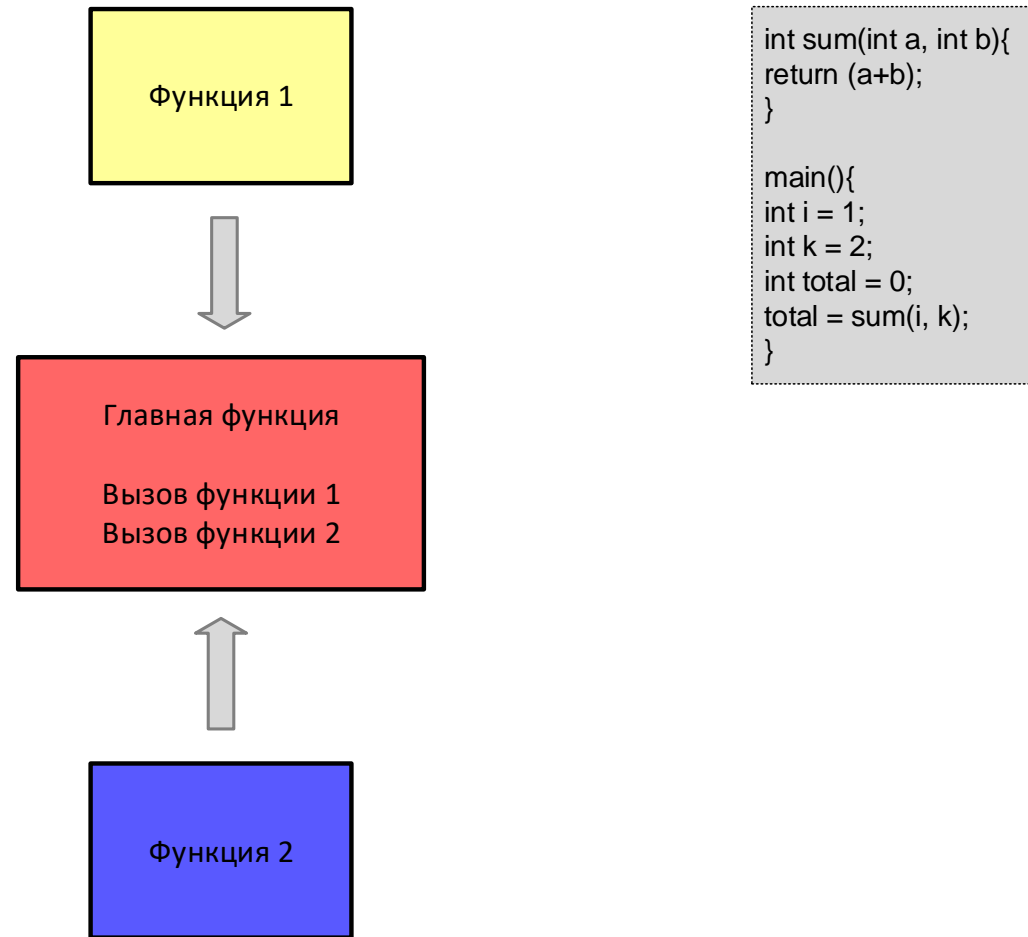 Функция 1
Главная функция
Вызов функции 1
Вызов функции 2
Функция 2
int sum(int a, int b){
return (a+b);
}
main(){
int i = 1;
int k = 2;
int total = 0;
total = sum(i, k);
}